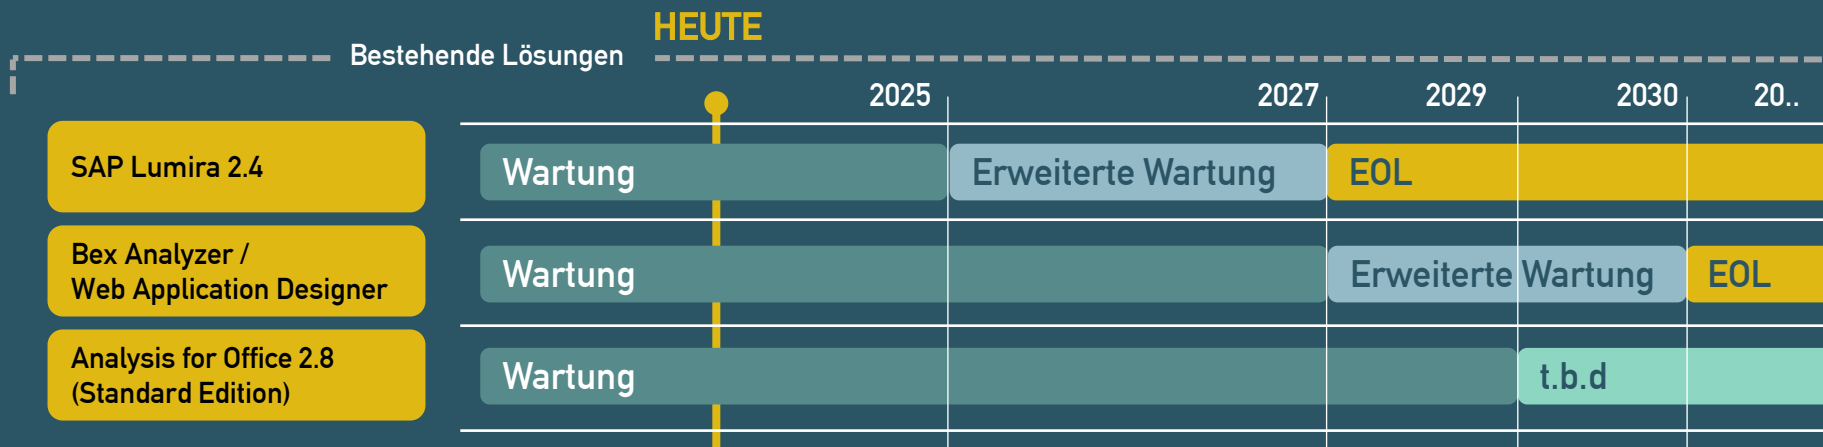 HEUTE
Bestehende Lösungen
2025 2027 2029 2030 20..
SAP Lumira 2.4
Wartung Erweiterte Wartung EOL
Bex Analyzer /
Web Application Designer
Wartung Erweiterte Wartung EOL
Analysis for Office 2.8
(Standard Edition)
Wartung t.b.d